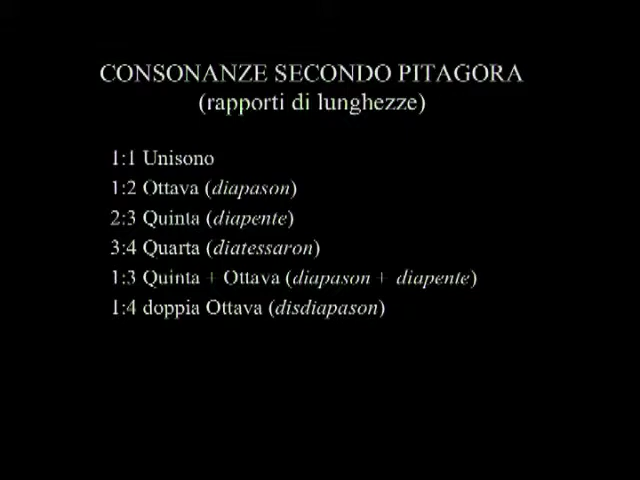 CONSONANZE SECONDO PITAGORA
(rapporti di lunghezze)
1:1 Unisono
1:2 Ottava (diapason)
2:3 Quinta (diapente)
3:4 Quarta (diatessaron)
1:3 Quinta + Ottava (diapason + diapente)
1:4 doppia Ottava (disdiapason)